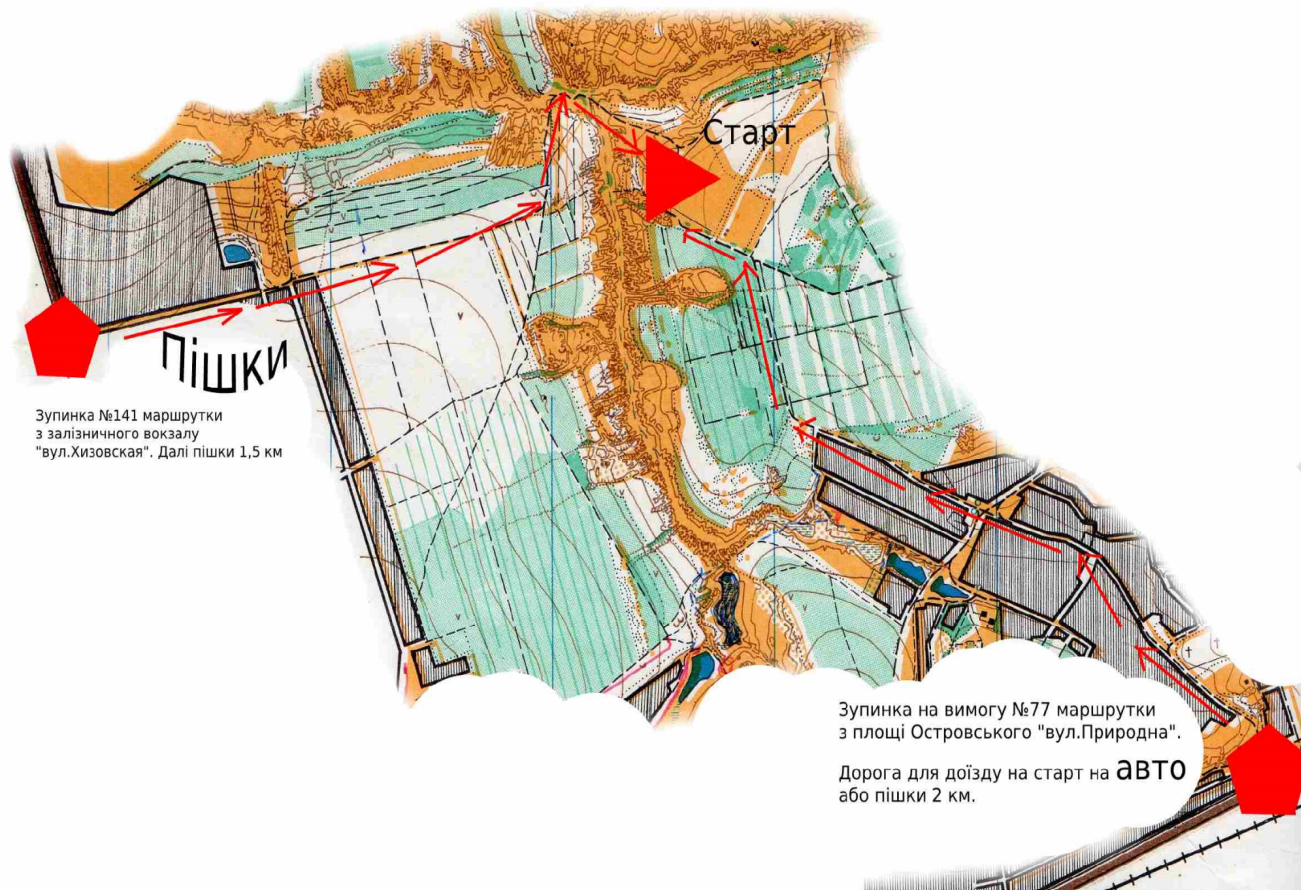 Старт
Пішки
Зупинка №141 маршрутки
з залізничного вокзалу
"вул.Хизовская". Далі пішки 1,5 км
Зупинка на вимогу №77 маршрутки
з площі Островського "вул.Природна".
Дорога для доїзду на старт на авто
або пішки 2 км.